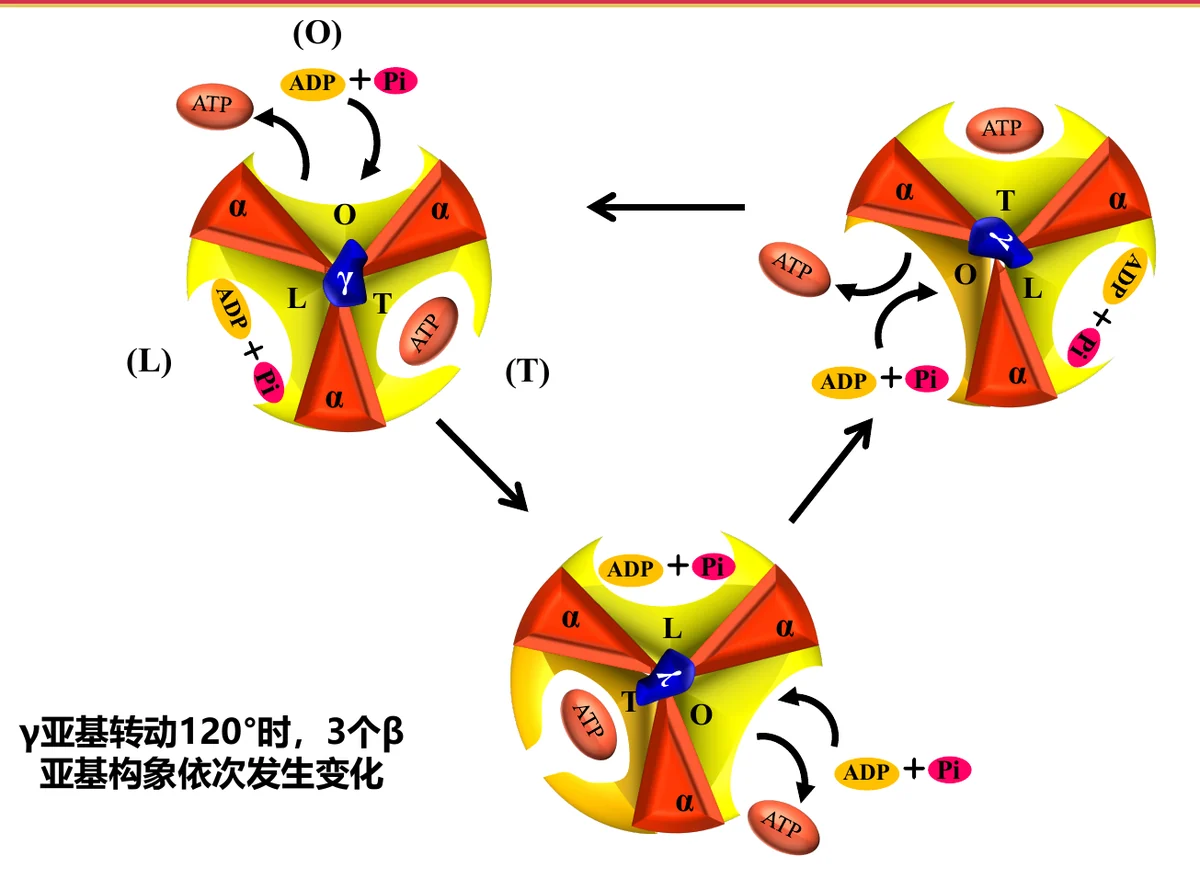 (O)
ADP + Pi
ATP
α
O
α
γ
L
T
ADP + Pi
ATP
α
(L)
(T)
ATP
α
T
α
γ
O
L
ATP
ADP + Pi
ADP + Pi
α
ADP + Pi
α
L
α
γ
T
O
ATP
ADP + Pi
α
ATP
γ亚基转动120°时，3个β
亚基构象依次发生变化